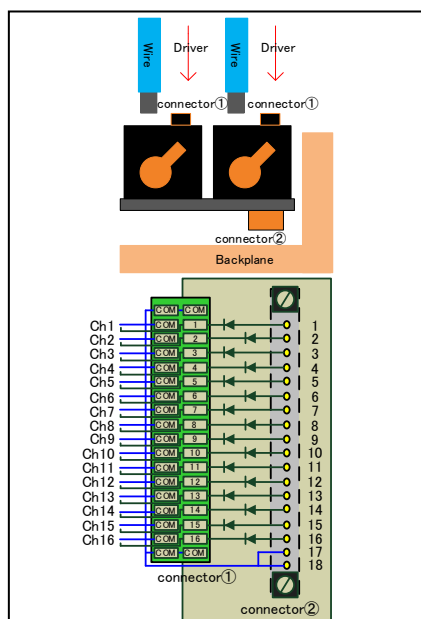 Wire Driver Wire Driver
connector① connector①
connector②
Backplane
COM COM
Ch1 COM 1 1
Ch2 COM 2 2
Ch3 COM 3 3
Ch4 COM 4 4
Ch5 COM 5 5
Ch6 COM 6 6
Ch7 COM 7 7
Ch8 COM 8 8
Ch9 COM 9 9
Ch10 COM 10 10
Ch11 COM 11 11
Ch12 COM 12 12
Ch13 COM 13 13
Ch14 COM 14 14
Ch15 COM 15 15
Ch16 COM 16 16
COM COM 17
18
connector①
connector②